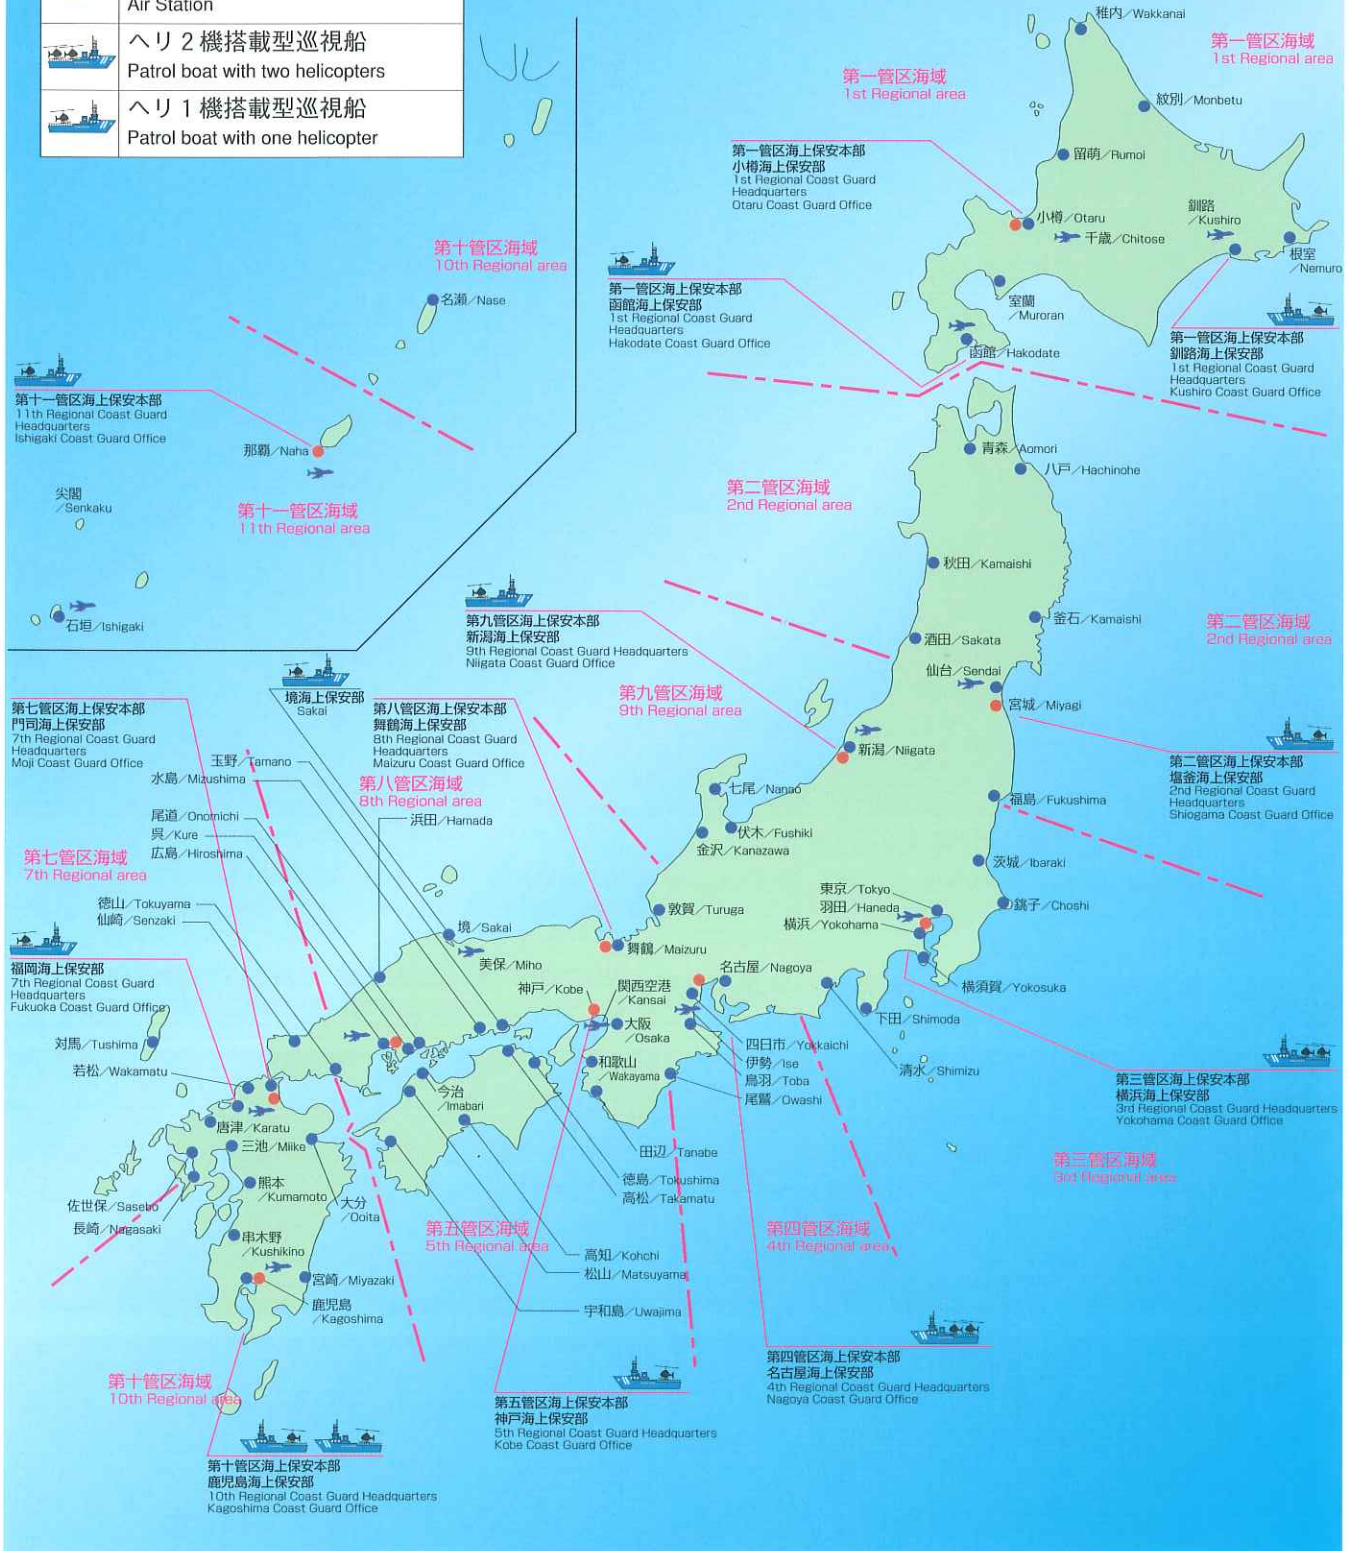 Air Station
ヘリ2機搭載型巡視船
Patrol boat with two helicopters
ヘリ1機搭載型巡視船
Patrol boat with one helicopter
稚内/Wakkanai
第一管区海域
1st Regional area
第一管区海域
1st Regional area
紋別/Monbetu
留萌/Rumoi
第一管区海上保安本部
小樽海上保安部
1st Regional Coast Guard
Headquarters
Otaru Coast Guard Office
小樽/Otaru
千歳/Chitose
釧路
/Kushiro
根室
/Nemuro
第一管区海上保安本部
函館海上保安部
1st Regional Coast Guard
Headquarters
Hakodate Coast Guard Office
室蘭
/Muroran
函館/Hakodate
第一管区海上保安本部
釧路海上保安部
1st Regional Coast Guard
Headquarters
Kushiro Coast Guard Office
第十管区海域
10th Regional area
名瀬/Nase
第十一管区海上保安本部
11th Regional Coast Guard
Headquarters
Ishigaki Coast Guard Office
那覇/Naha
尖閣
/Senkaku
第十一管区海域
11th Regional area
石垣/Ishigaki
青森/Aomori
八戸/Hachinohe
第二管区海域
2nd Regional area
秋田/Kamaishi
釜石/Kamaishi
第二管区海域
2nd Regional area
酒田/Sakata
仙台/Sendai
宮城/Miyagi
第九管区海上保安本部
新潟海上保安部
9th Regional Coast Guard Headquarters
Niigata Coast Guard Office
第九管区海域
9th Regional area
新潟/Niigata
第二管区海上保安本部
塩釜海上保安部
2nd Regional Coast Guard
Headquarters
Shiogama Coast Guard Office
福島/Fukushima
七尾/Nanao
伏木/Fushiki
金沢/Kanazawa
茨城/Ibaraki
銚子/Choshi
東京/Tokyo
羽田/Haneda
横浜/Yokohama
横須賀/Yokosuka
下田/Shimoda
清水/Shimizu
第七管区海上保安本部
門司海上保安部
7th Regional Coast Guard
Headquarters
Moji Coast Guard Office
境海上保安部
Sakai
第八管区海上保安本部
舞鶴海上保安部
8th Regional Coast Guard
Headquarters
Maizuru Coast Guard Office
玉野/Tamano
水島/Mizushima
第八管区海域
8th Regional area
尾道/Onomichi
浜田/Hamada
呉/Kure
広島/Hiroshima
第七管区海域
7th Regional area
徳山/Tokuyama
仙崎/Senzaki
福岡海上保安部
7th Regional Coast Guard
Headquarters
Fukuoka Coast Guard Office
境/Sakai
美保/Miho
敦賀/Turuga
舞鶴/Maizuru
神戸/Kobe
関西空港
/Kansai
名古屋/Nagoya
大阪
/Osaka
和歌山
/Wakayama
四日市/Yokkaichi
伊勢/Ise
鳥羽/Toba
尾鷲/Owashi
対馬/Tushima
若松/Wakamatu
唐津/Karatu
三池/Miike
今治
/Imabari
田辺/Tanabe
徳島/Tokushima
高松/Takamatu
熊本
/Kumamoto
大分
/Ooita
佐世保/Sasebo
長崎/Nagasaki
串木野
/Kushikino
宮崎/Miyazaki
鹿児島
/Kagoshima
第五管区海域
5th Regional area
高知/Kohchi
松山/Matsuyama
宇和島/Uwajima
第四管区海域
4th Regional area
第三管区海上保安本部
横浜海上保安部
3rd Regional Coast Guard Headquarters
Yokohama Coast Guard Office
第三管区海域
3rd Regional area
第十管区海域
10th Regional area
第十管区海上保安本部
鹿児島海上保安部
10th Regional Coast Guard Headquarters
Kagoshima Coast Guard Office
第五管区海上保安本部
神戸海上保安部
5th Regional Coast Guard Headquarters
Kobe Coast Guard Office
第四管区海上保安本部
名古屋海上保安部
4th Regional Coast Guard Headquarters
Nagoya Coast Guard Office